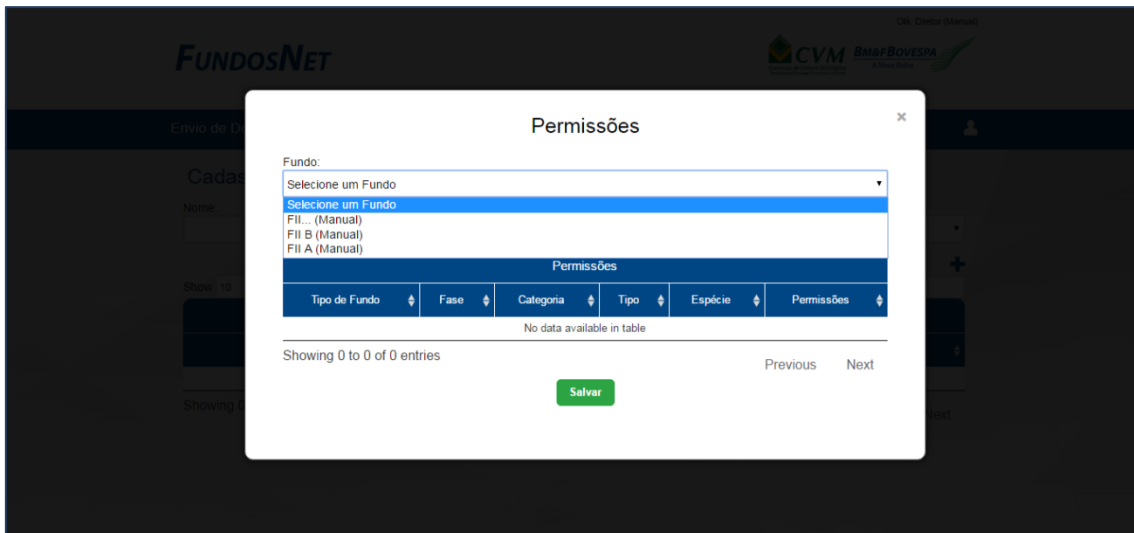 Olá, Diretor (Manual)
FUNDOSNET
CVM BM&FBOVESPA
A Nova Bolsa
Permissões
×
Envio de D
Fundo:
Cadas
Selecione um Fundo
Selecione um Fundo
Nome
FII... (Manual)
FII B (Manual)
FII A (Manual)
Permissões
Show 10
Tipo de Fundo Fase Categoria Tipo Espécie Permissões
No data available in table
Showing 0 to 0 of 0 entries
Previous Next
Salvar
Showing 0
Next